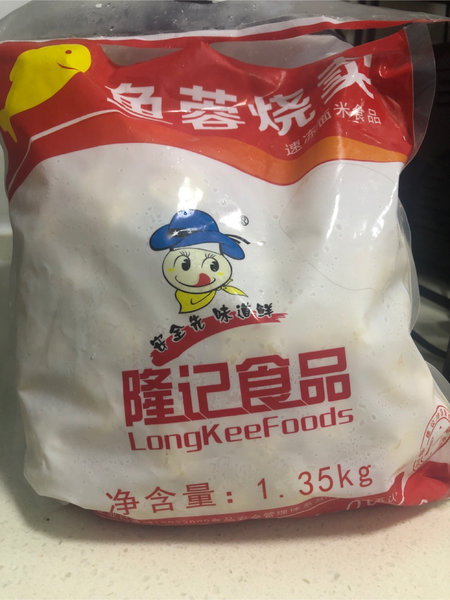 鱼蓉烧卖
速冻面米食品
®
安全先 味道鲜
隆记食品
LongKeeFoods
净含量：1.35kg